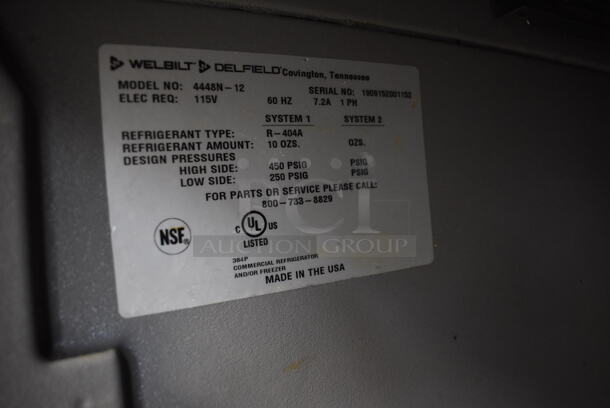 WELBILT DELFIELD Covington, Tennessee
MODEL NO: 4448N-12 SERIAL NO: 1909152001152
ELEC REQ: 115V 60 HZ 7.2A 1 PH
SYSTEM 1 SYSTEM 2
REFRIGERANT TYPE: R-404A
REFRIGERANT AMOUNT: 10 OZS. OZS.
DESIGN PRESSURES
HIGH SIDE: 450 PSIG PSIG
LOW SIDE: 250 PSIG PSIG
FOR PARTS OR SERVICE PLEASE CALL:
800-733-8829
NSF®
C UL US
LISTED
AUCTION GROUP
384P
COMMERCIAL REFRIGERATOR
AND/OR FREEZER
MADE IN THE USA